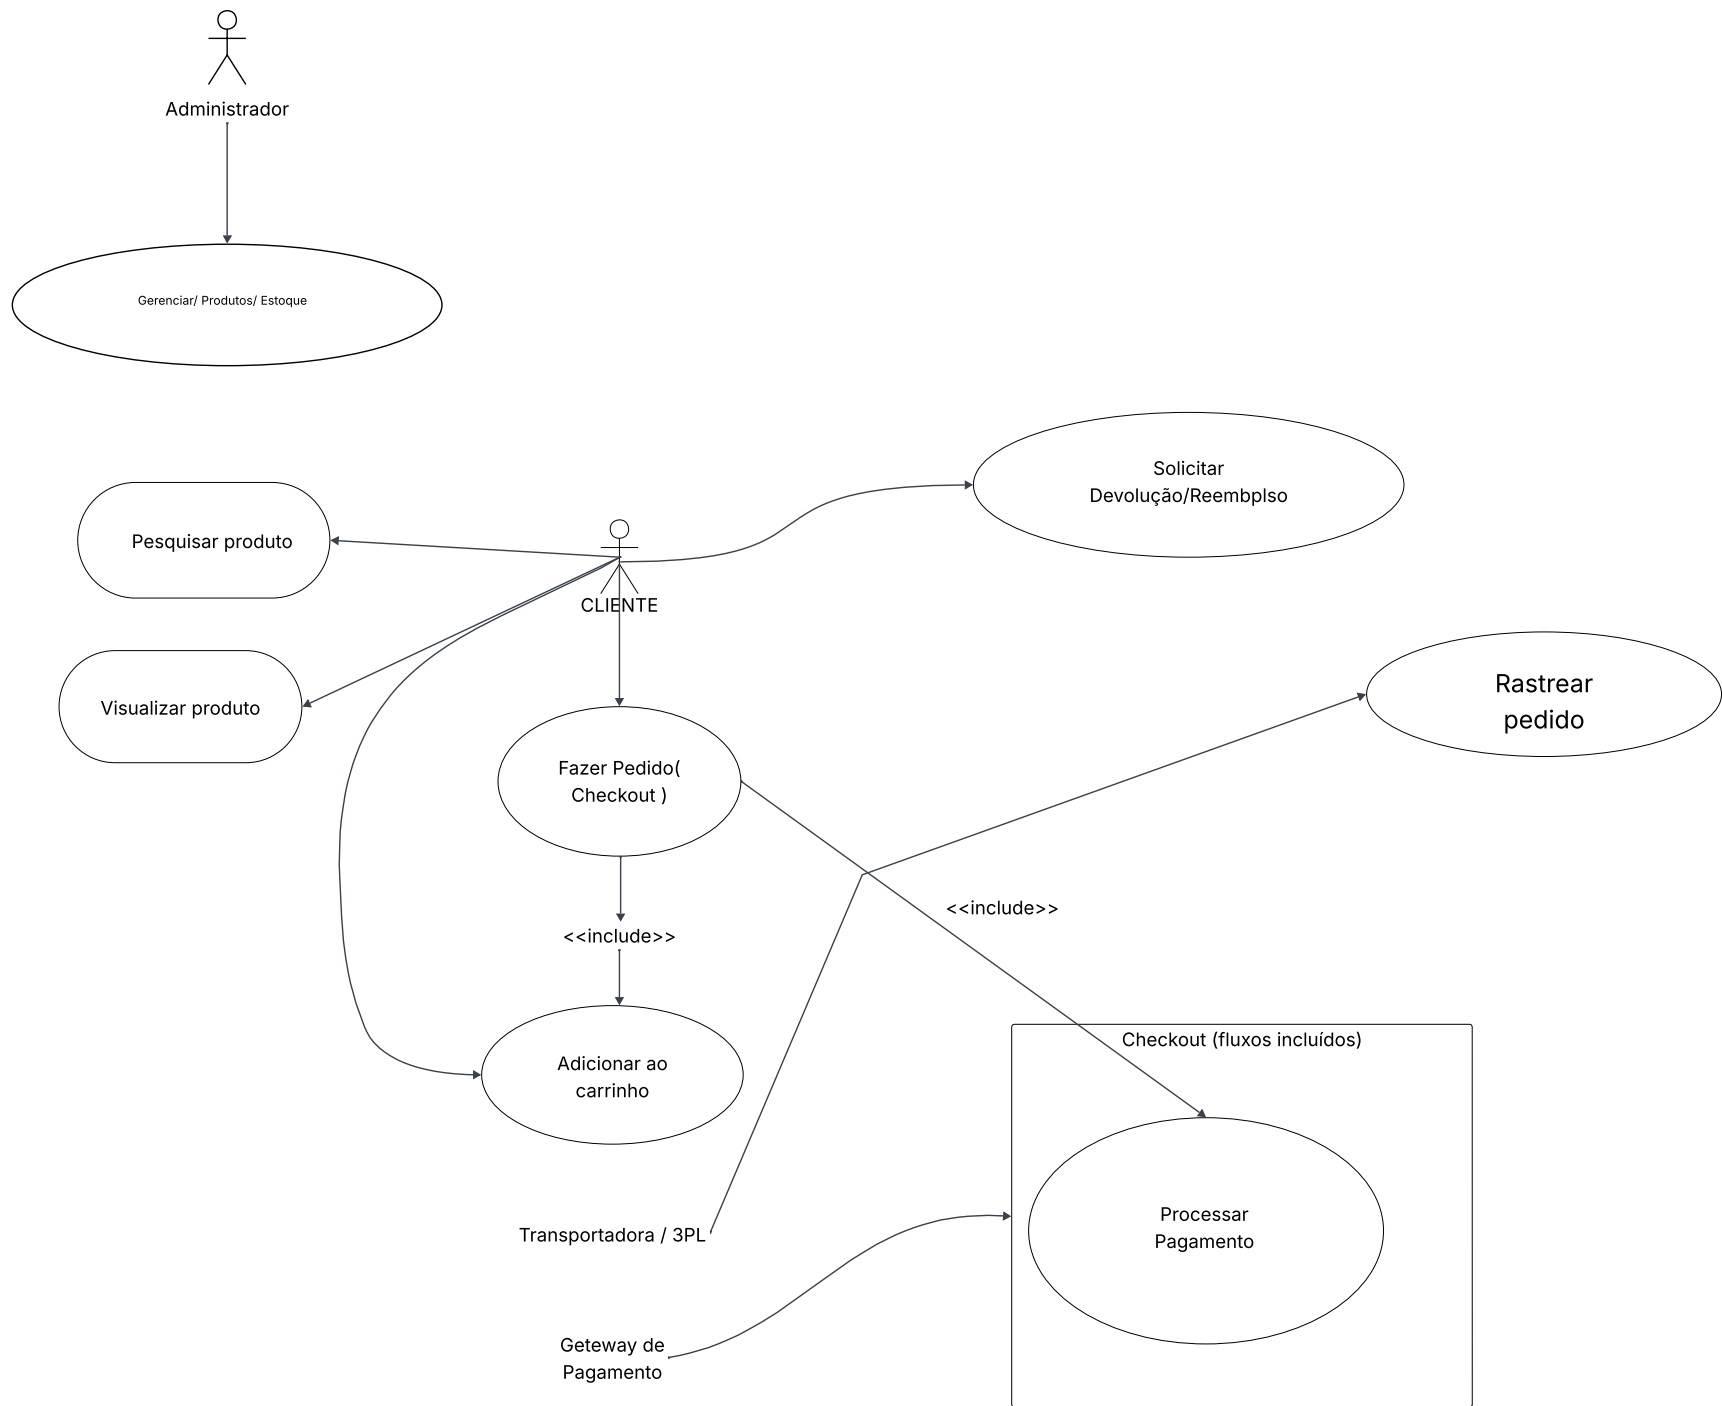 Administrador
Gerenciar/ Produtos/ Estoque
Solicitar
Devolução/Reembplso
Pesquisar produto
CLIENTE
Visualizar produto
Rastrear
pedido
Fazer Pedido(
Checkout )
<<include>>
<<include>>
Checkout (fluxos incluídos)
Adicionar ao
carrinho
Processar
Pagamento
Transportadora / 3PL
Geteway de
Pagamento